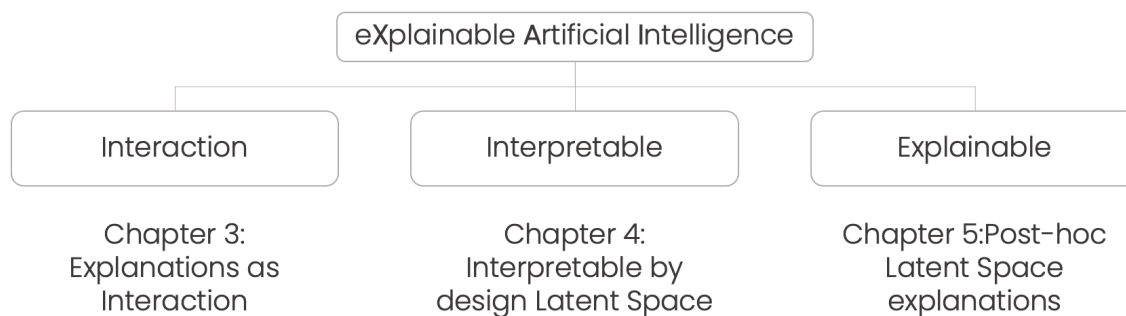 eXplainable Artificial Intelligence
Interaction
Interpretable
Explainable
Chapter 3:
Explanations as
Interaction
Chapter 4:
Interpretable by
design Latent Space
Chapter 5:Post-hoc
Latent Space
explanations